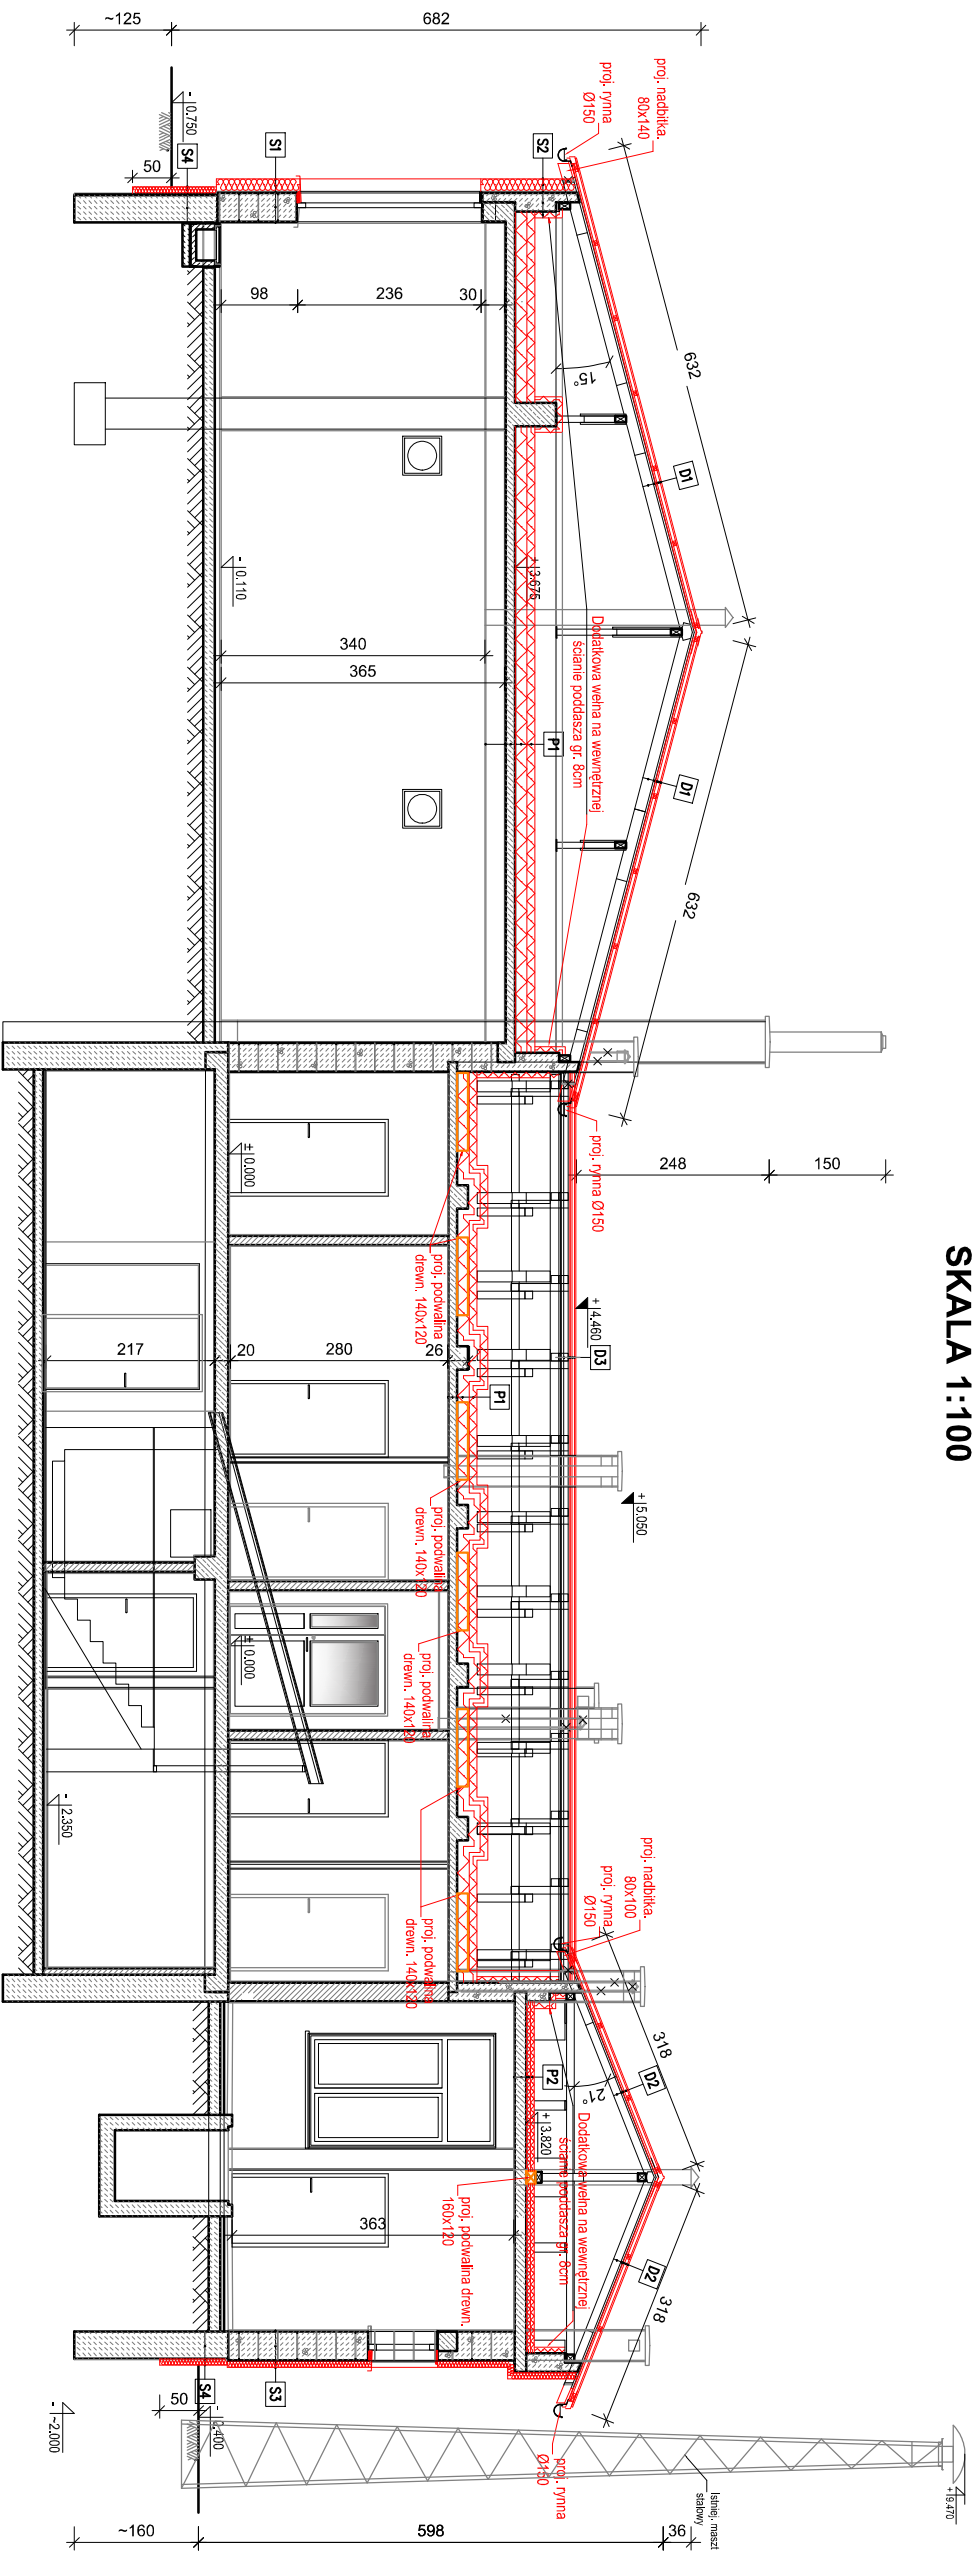 SKALA 1:100
~125
682
proj. nadbitka.
80x140
proj. rynna
Ø150
- 0.750
50
S4
S1
S2
98
236
30
15°
632
D1
- 0.110
+3.675
340
365
Dodatkowa wełna na wewnętrznej
ścianie poddasza gr. 8cm
P1
D1
632
248
150
proj. rynna Ø150
± 0.000
proj. podwalina
drewn. 140x120
+ 4.460
D3
217
20
280
26
P1
+ 5.050
proj. podwalina
drewn. 140x120
± 0.000
proj. podwalina
drewn. 140x120
- 2.350
proj. podwalina
drewn. 140x120
proj. nadbitka.
80x100
proj. rynna
Ø150
318
D2
P2
21°
+ 3.820
Dodatkowa wełna na wewnętrznej
ścianie poddasza gr. 8cm
363
proj. podwalina drewn.
160x120
D2
318
S3
S4
50
- 0.400
- ~2.000
proj. rynna
Ø150
Istniej. maszt
stalowy
+ 9.470
~160
598
36